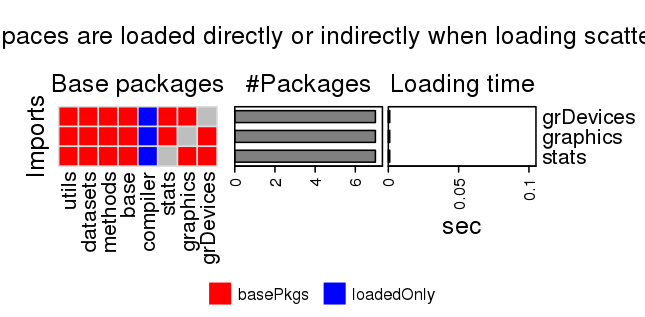 paces are loaded directly or indirectly when loading scatte
Base packages
#Packages
Loading time
Imports
grDevices
graphics
stats
utils
datasets
methods
base
compiler
stats
graphics
grDevices
0
2
4
6
0
0.05
0.1
sec
basePkgs
loadedOnly